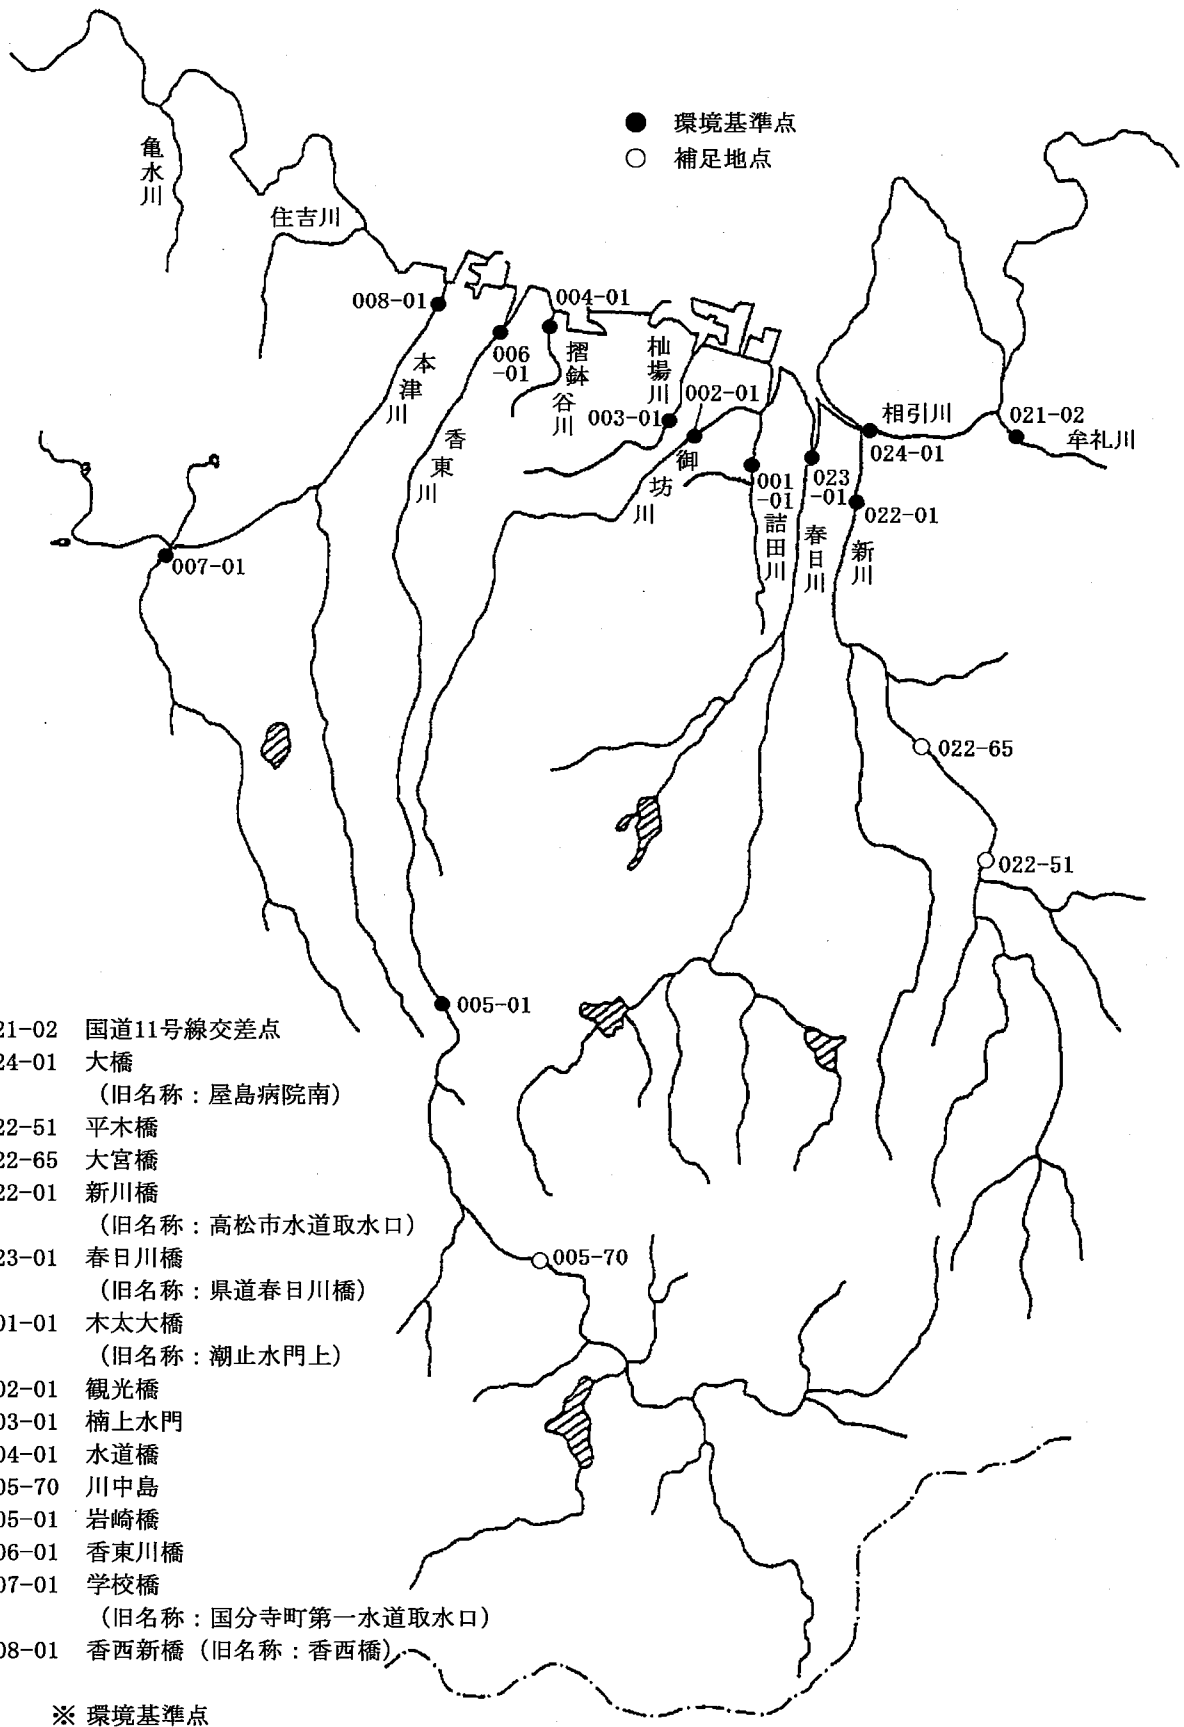 ● 環境基準点
○ 補足地点
亀水川
住吉川
008-01
004-01
006
-01
本津川
香東川
摺鉢谷川
杣場川
002-01
003-01
御坊川
001
-01
詰田川
023
-01
春日川
相引川
024-01
021-02
牟礼川
022-01
新川
007-01
022-65
022-51
005-01
005-70
21-02 国道11号線交差点
24-01 大橋
(旧名称:屋島病院南)
22-51 平木橋
22-65 大宮橋
22-01 新川橋
(旧名称:高松市水道取水口)
23-01 春日川橋
(旧名称:県道春日川橋)
01-01 木太大橋
(旧名称:潮止水門上)
02-01 観光橋
03-01 楠上水門
04-01 水道橋
05-70 川中島
05-01 岩崎橋
06-01 香東川橋
07-01 学校橋
(旧名称:国分寺町第一水道取水口)
08-01 香西新橋(旧名称:香西橋)
※ 環境基準点